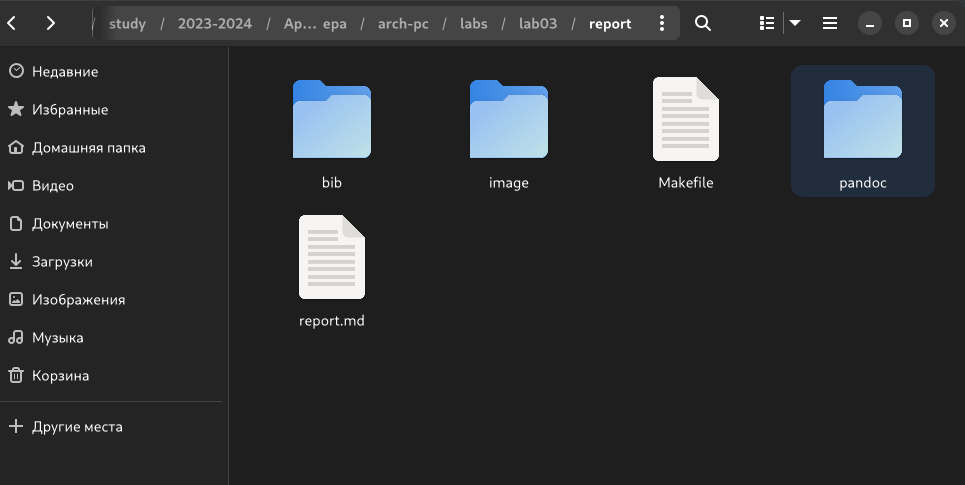 study / 2023-2024 / Ар… ера / arch-pc / labs / lab03 / report
Недавние
Избранные
Домашняя папка
Видео
Документы
Загрузки
Изображения
Музыка
Корзина
Другие места
bib
image
Makefile
pandoc
report.md